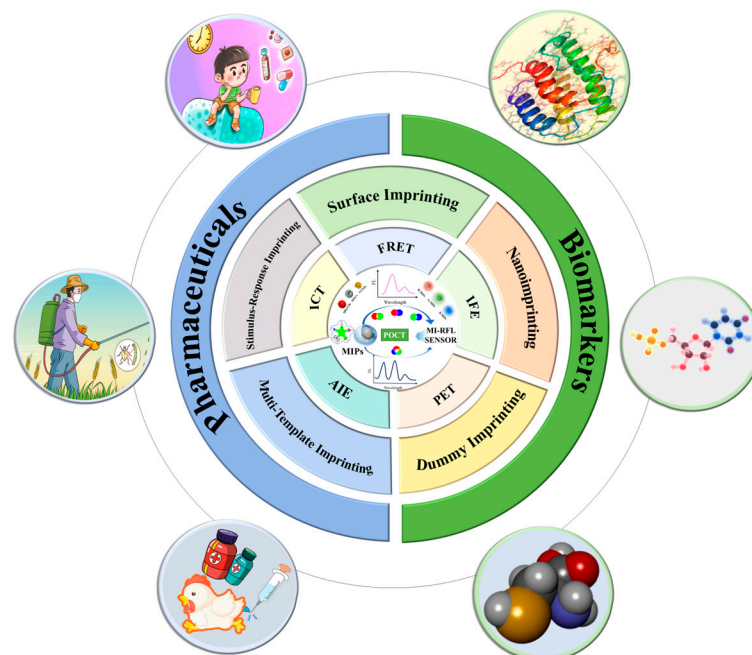 Pharmaceuticals
Biomarkers
Surface Imprinting
Nanoimprinting
Dummy Imprinting
Multi-Template Imprinting
Stimulus-Response Imprinting
FRET
IFE
PET
AIE
ICT
FL
Wavelength
MIPs
POCT
MI-RFL
SENSOR
Wavelength